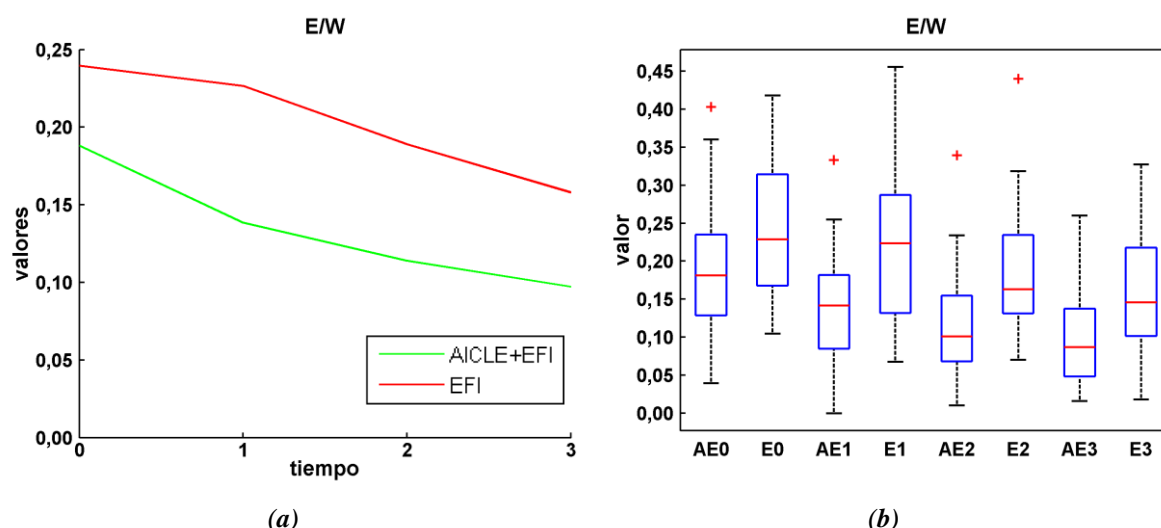 E/W
0,25
0,20
0,15
0,10
0,05
0,00
valores
0
1
2
3
tiempo
AICLE+EFI
EFI
(a)
E/W
0,45
0,40
0,35
0,30
0,25
0,20
0,15
0,10
0,05
0,00
valor
AE0 E0 AE1 E1 AE2 E2 AE3 E3
(b)